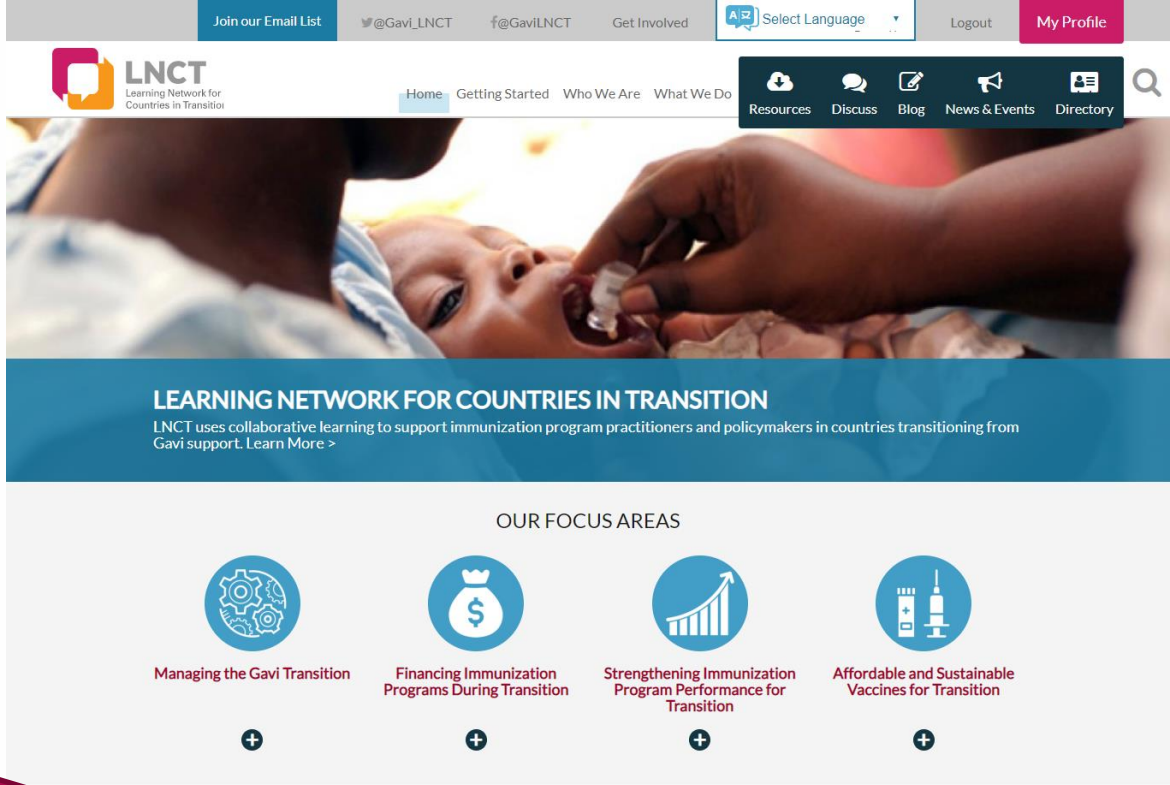 Join our Email List
@Gavi_LNCT
@GaviLNCT
Get Involved
Select Language
Logout
My Profile
LNCT
Learning Network for
Countries in Transition
Home
Getting Started
Who We Are
What We Do
Resources
Discuss
Blog
News & Events
Directory
LEARNING NETWORK FOR COUNTRIES IN TRANSITION
LNCT uses collaborative learning to support immunization program practitioners and policymakers in countries transitioning from
Gavi support. Learn More >
OUR FOCUS AREAS
Managing the Gavi Transition
Financing Immunization
Programs During Transition
Strengthening Immunization
Program Performance for
Transition
Affordable and Sustainable
Vaccines for Transition